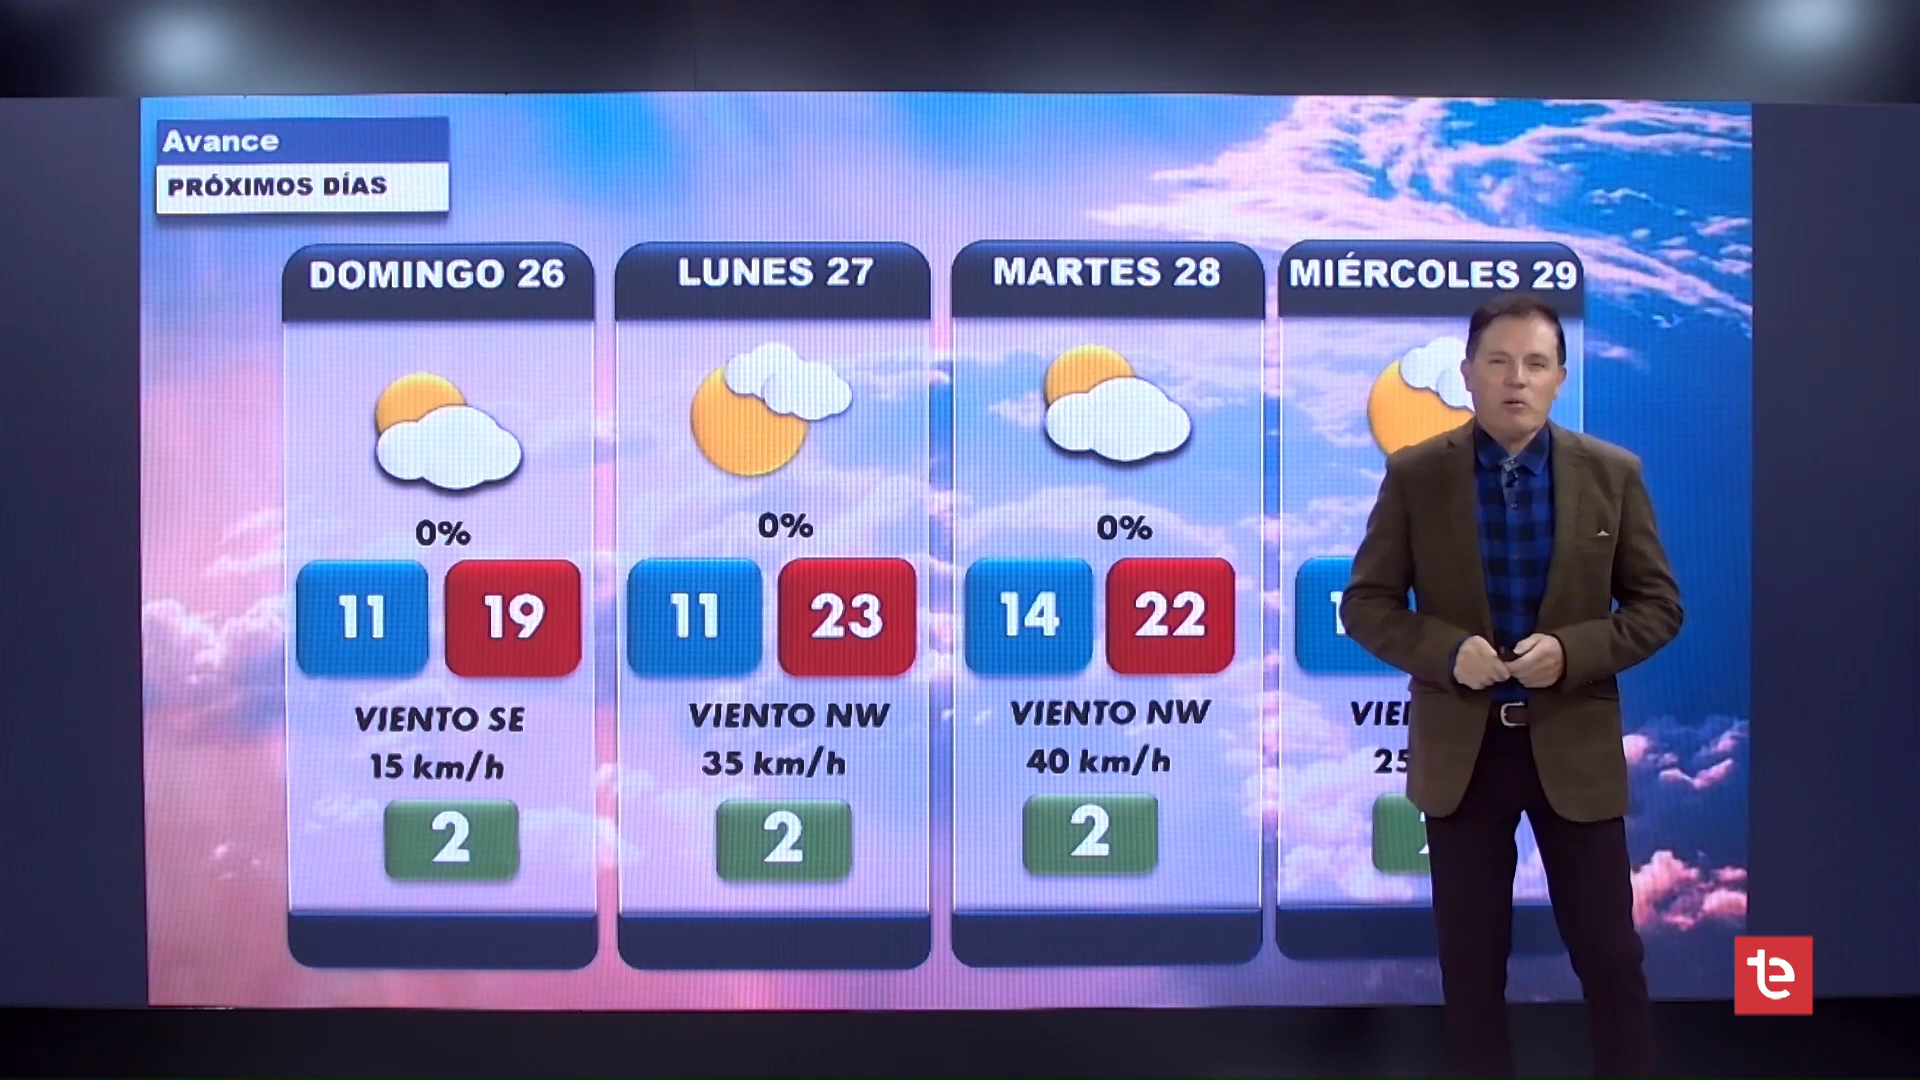 Avance
PRÓXIMOS DÍAS
DOMINGO 26
0%
11 19
VIENTO SE
15 km/h
2
LUNES 27
0%
11 23
VIENTO NW
35 km/h
2
MARTES 28
0%
14 22
VIENTO NW
40 km/h
2
MIÉRCOLES 29
te